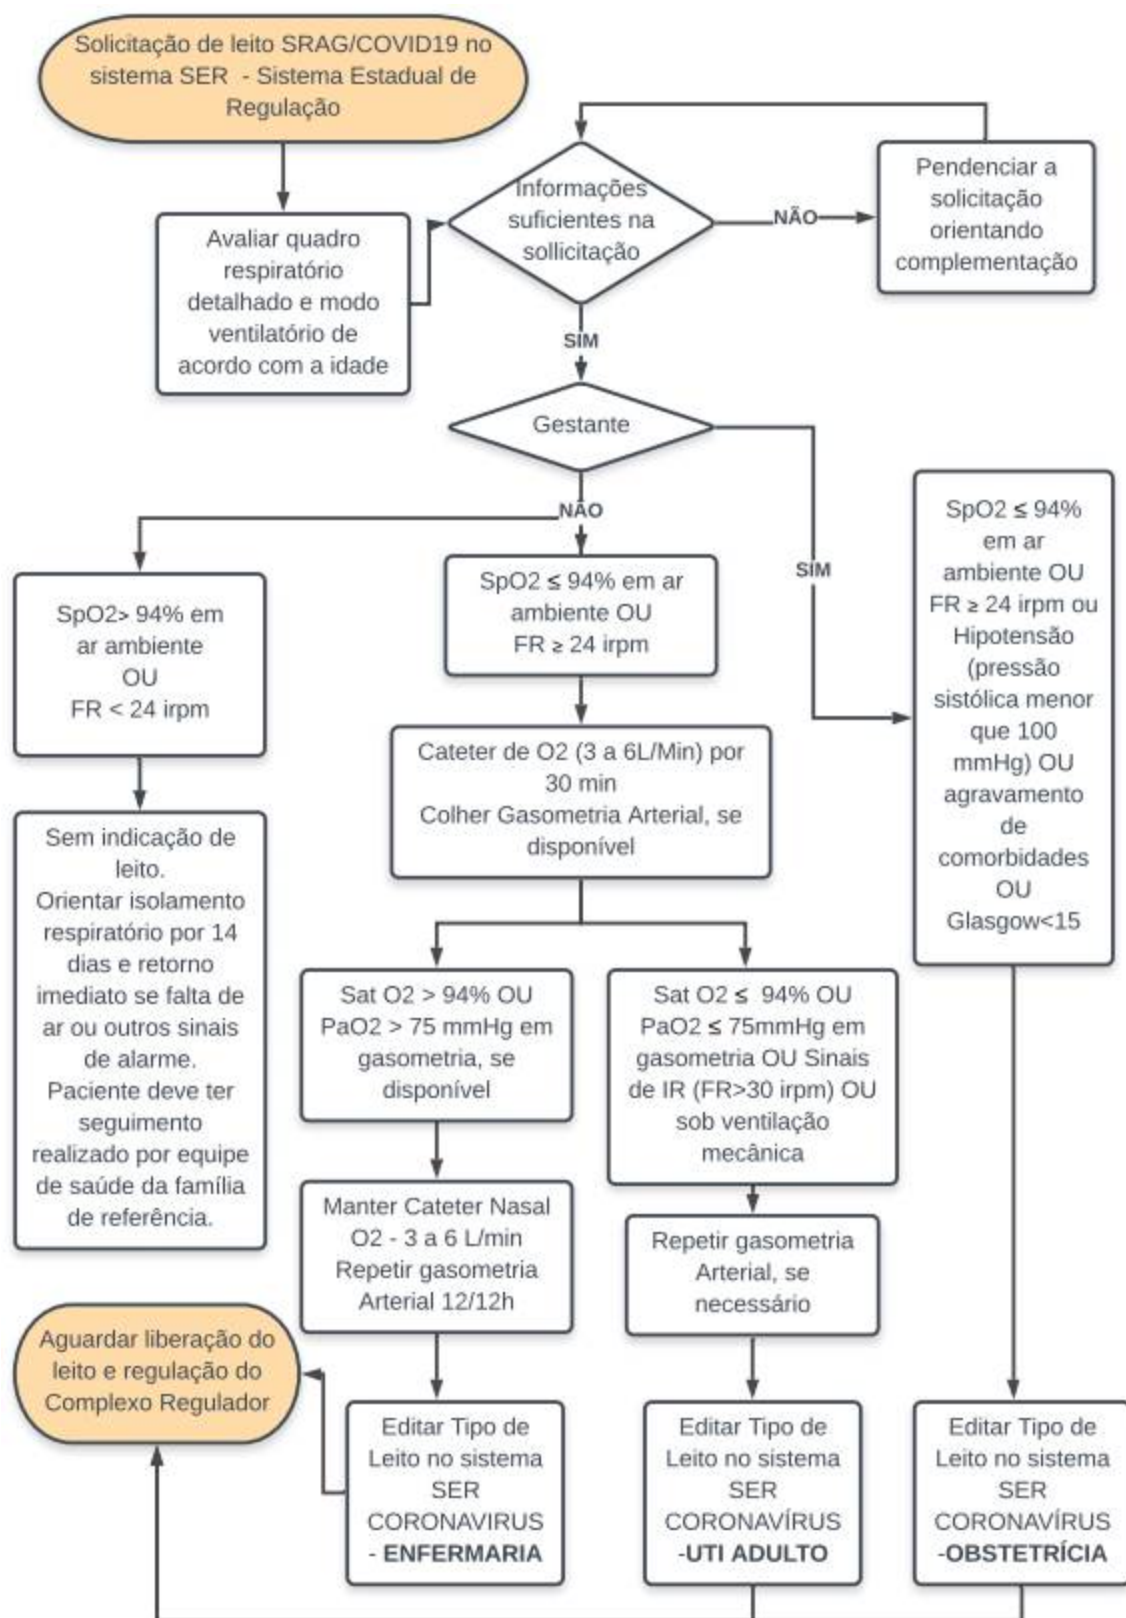 Solicitação de leito SRAG/COVID19 no
sistema SER - Sistema Estadual de
Regulação
Avaliar quadro
respiratório
detalhado e modo
ventilatório de
acordo com a idade
Informações
suficientes na
sollicitação
NÃO
Pendenciar a
solicitação
orientando
complementação
SIM
Gestante
NÃO
SIM
SpO2> 94% em
ar ambiente
OU
FR < 24 irpm
SpO2 ≤ 94% em ar
ambiente OU
FR ≥ 24 irpm
SpO2 ≤ 94%
em ar
ambiente OU
FR ≥ 24 irpm ou
Hipotensão
(pressão
sistólica menor
que 100
mmHg) OU
agravamento
de
comorbidades
OU
Glasgow<15
Cateter de O2 (3 a 6L/Min) por
30 min
Colher Gasometria Arterial, se
disponível
Sem indicação de
leito.
Orientar isolamento
respiratório por 14
dias e retorno
imediato se falta de
ar ou outros sinais
de alarme.
Paciente deve ter
seguimento
realizado por equipe
de saúde da família
de referência.
Sat O2 > 94% OU
PaO2 > 75 mmHg em
gasometria, se
disponível
Sat O2 ≤ 94% OU
PaO2 ≤ 75mmHg em
gasometria OU Sinais
de IR (FR>30 irpm) OU
sob ventilação
mecânica
Manter Cateter Nasal
O2 - 3 a 6 L/min
Repetir gasometria
Arterial 12/12h
Repetir gasometria
Arterial, se
necessário
Aguardar liberação do
leito e regulação do
Complexo Regulador
Editar Tipo de
Leito no sistema
SER
CORONAVIRUS
- ENFERMARIA
Editar Tipo de
Leito no sistema
SER
CORONAVÍRUS
-UTI ADULTO
Editar Tipo de
Leito no sistema
SER
CORONAVÍRUS
-OBSTETRÍCIA